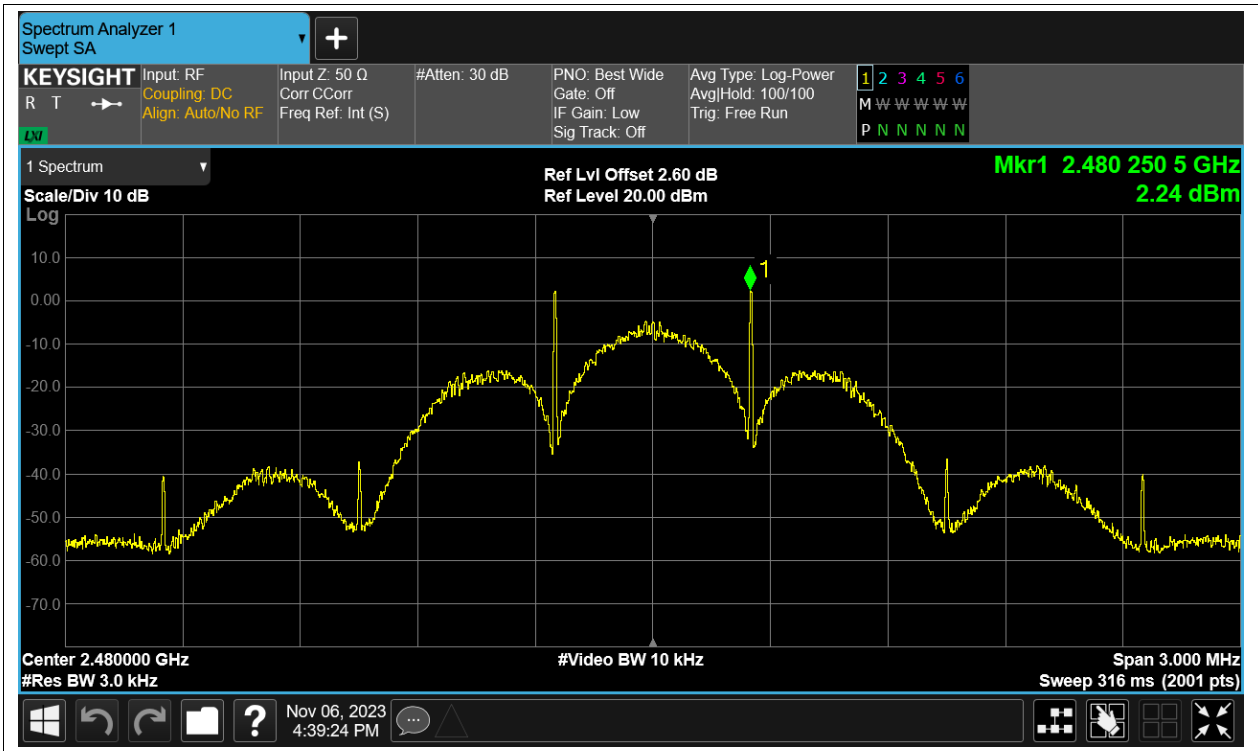 Spectrum Analyzer 1
Swept SA
KEYSIGHT
R T
LXI
Input: RF
Coupling: DC
Align: Auto/No RF
Input Z: 50 Ω
Corr CCorr
Freq Ref: Int (S)
#Atten: 30 dB
PNO: Best Wide
Gate: Off
IF Gain: Low
Sig Track: Off
Avg Type: Log-Power
Avg|Hold: 100/100
Trig: Free Run
1 2 3 4 5 6
M W W W W W
P N N N N N
1 Spectrum
Scale/Div 10 dB
Ref Lvl Offset 2.60 dB
Ref Level 20.00 dBm
Mkr1 2.480 250 5 GHz
2.24 dBm
Log
10.0
0.00
-10.0
-20.0
-30.0
-40.0
-50.0
-60.0
-70.0
1
Center 2.480000 GHz
#Res BW 3.0 kHz
#Video BW 10 kHz
Span 3.000 MHz
Sweep 316 ms (2001 pts)
?
Nov 06, 2023
4:39:24 PM